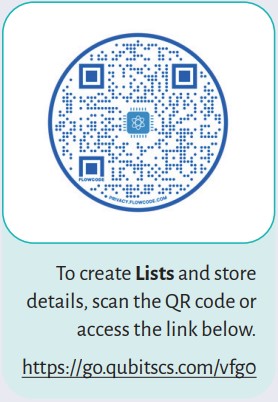 FLOWCODE
PRIVACY.FLOWCODE.COM
To create Lists and store
details, scan the QR code or
access the link below.
https://go.qubitscs.com/vfg0